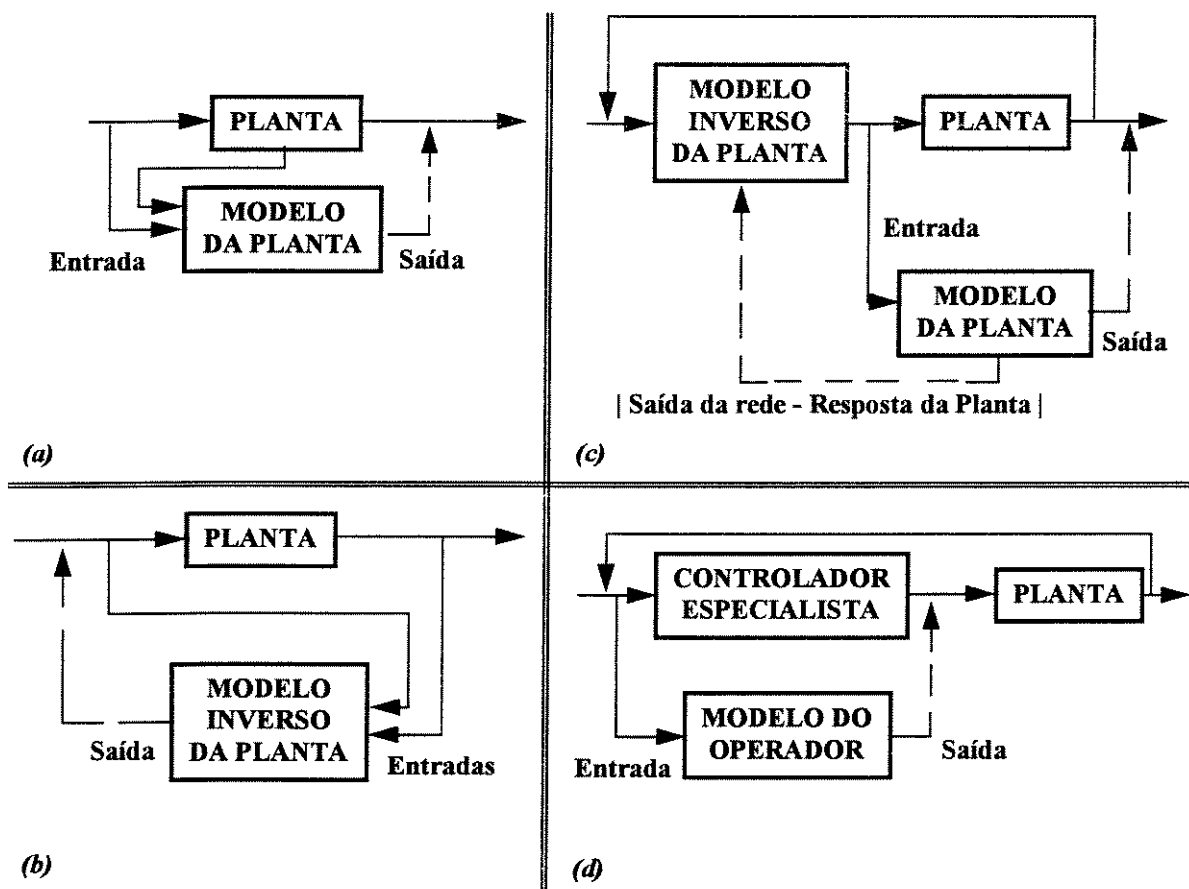 PLANTA
MODELO
DA PLANTA
Entrada
Saída
(a)
PLANTA
MODELO
INVERSO
DA PLANTA
Saída
Entradas
(b)
MODELO
INVERSO
DA PLANTA
PLANTA
Entrada
MODELO
DA PLANTA
Saída
| Saída da rede - Resposta da Planta |
(c)
CONTROLADOR
ESPECIALISTA
PLANTA
MODELO DO
OPERADOR
Entrada
Saída
(d)